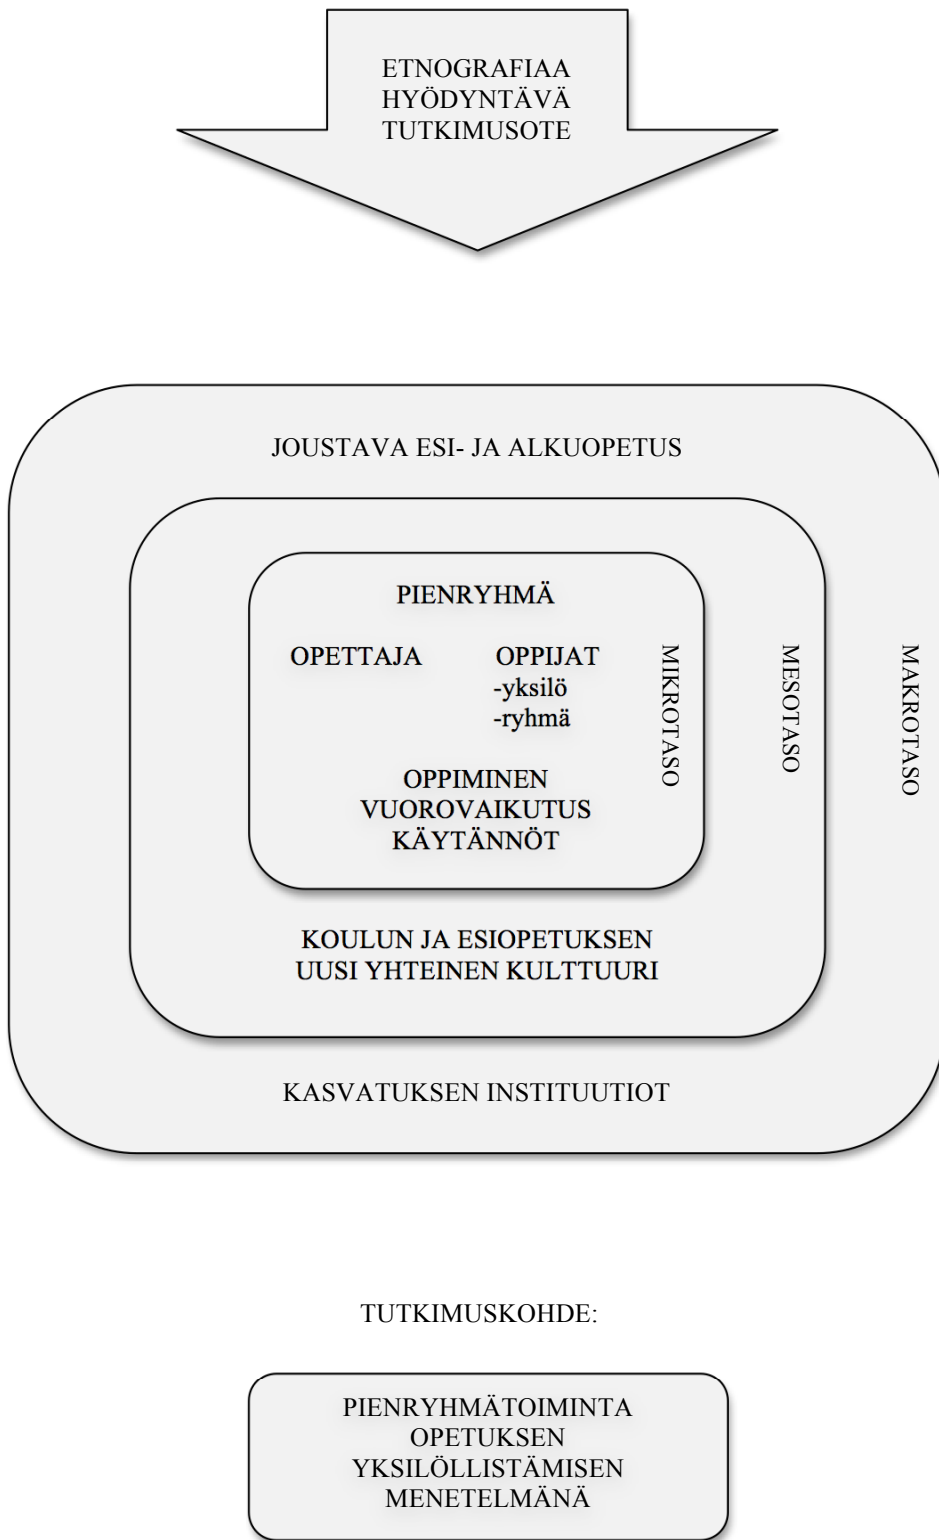 ETNOGRAFIAA
HYÖDYNTÄVÄ
TUTKIMUSOTE
JOUSTAVA ESI- JA ALKUOPETUS
PIENRYHMÄ
OPETTAJA
OPPIJAT
-yksilö
-ryhmä
OPPIMINEN
VUOROVAIKUTUS
KÄYTÄNNÖT
MIKROTASO
MESOTASO
MAKROTASO
KOULUN JA ESIOPETUKSEN
UUSI YHTEINEN KULTTUURI
KASVATUKSEN INSTITUUTIOT
TUTKIMUSKOHDE:
PIENRYHMÄTOIMINTA
OPETUKSEN
YKSILÖLLISTÄMISEN
MENETELMÄNÄ